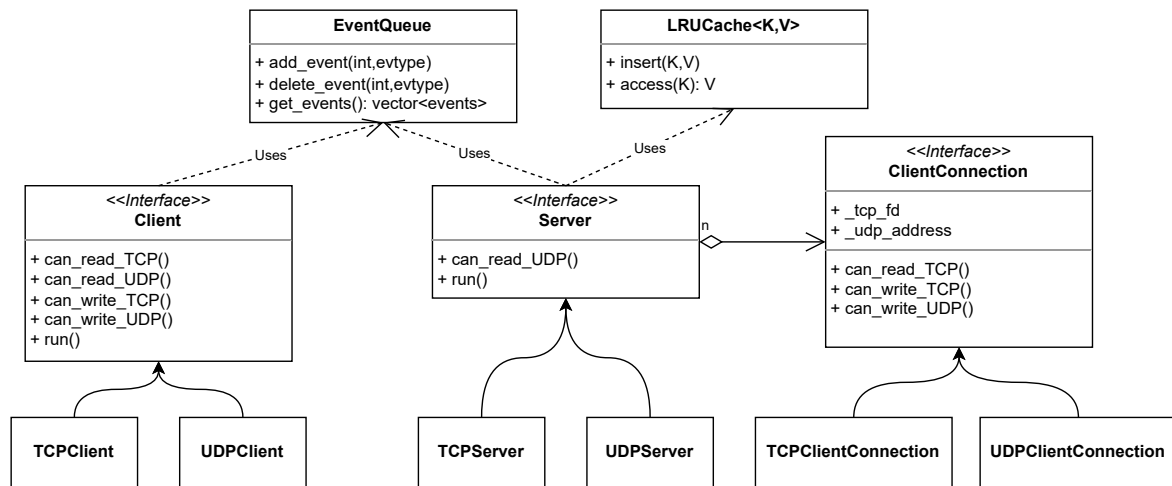 EventQueue
+ add_event(int,evtype)
+ delete_event(int,evtype)
+ get_events(): vector<events>
LRUCache<K,V>
+ insert(K,V)
+ access(K): V
Uses
Uses
Uses
<<Interface>>
Client
+ can_read_TCP()
+ can_read_UDP()
+ can_write_TCP()
+ can_write_UDP()
+ run()
<<Interface>>
Server
+ can_read_UDP()
+ run()
n
<<Interface>>
ClientConnection
+ _tcp_fd
+ _udp_address
+ can_read_TCP()
+ can_write_TCP()
+ can_write_UDP()
TCPClient
UDPClient
TCPServer
UDPServer
TCPClientConnection
UDPClientConnection